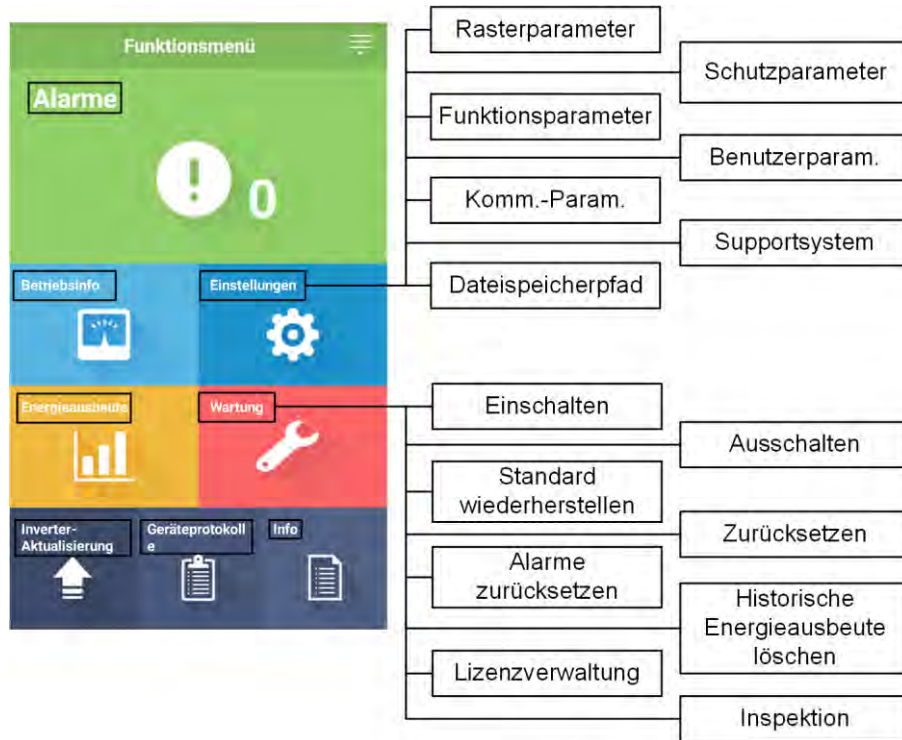 Funktionsmenü
Alarme
0
Betriebsinfo
Einstellungen
Energieausbeute
Wartung
Inverter-
Aktualisierung
Geräteprotokoll
e
Info
Rasterparameter
Schutzparameter
Funktionsparameter
Benutzerparam.
Komm.-Param.
Supportsystem
Dateispeicherpfad
Einschalten
Ausschalten
Standard
wiederherstellen
Zurücksetzen
Alarme
zurücksetzen
Historische
Energieausbeute
löschen
Lizenzverwaltung
Inspektion